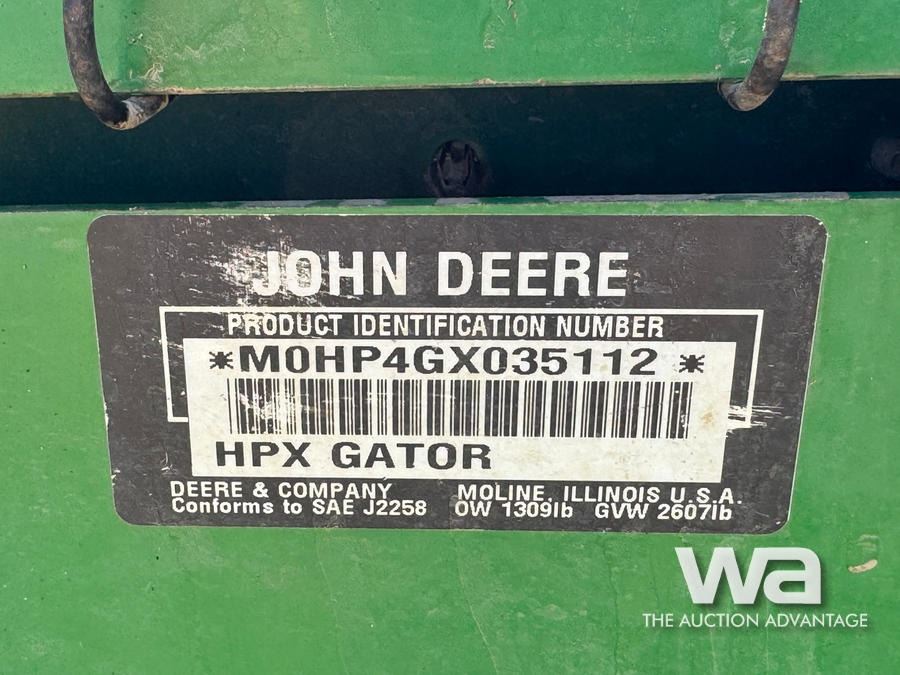 JOHN DEERE
PRODUCT IDENTIFICATION NUMBER
*M0HP4GX035112*
HPX GATOR
DEERE & COMPANY MOLINE, ILLINOIS U.S.A.
Conforms to SAE J2258 OW 1309lb GVW 2607lb
wa
THE AUCTION ADVANTAGE